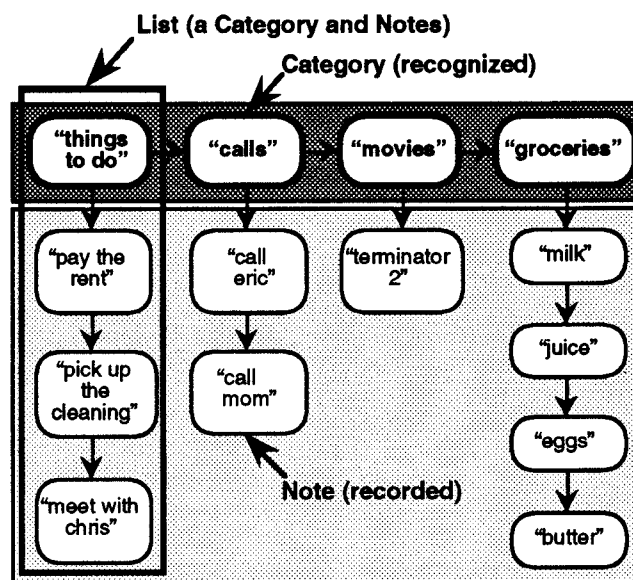 List (a Category and Notes)
Category (recognized)
“things
to do”
“calls”
“movies”
“groceries”
“pay the
rent”
“call
eric”
“terminator
2”
“milk”
“pick up
the
cleaning”
“call
mom”
“juice”
“eggs”
Note (recorded)
“meet with
chris”
“butter”